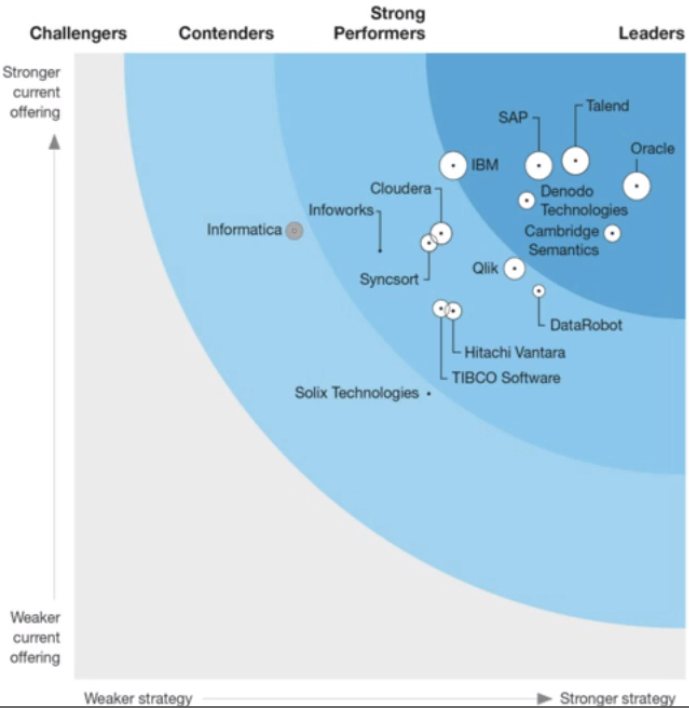 Strong
Challengers
Contenders
Performers
Leaders
Stronger
current
offering
Talend
SAP
Oracle
IBM
Cloudera
Denodo
Technologies
Infoworks
Informatica
Cambridge
Semantics
Syncsort
Qlik
DataRobot
Hitachi Vantara
TIBCO Software
Solix Technologies
Weaker
current
offering
Weaker strategy
Stronger strategy